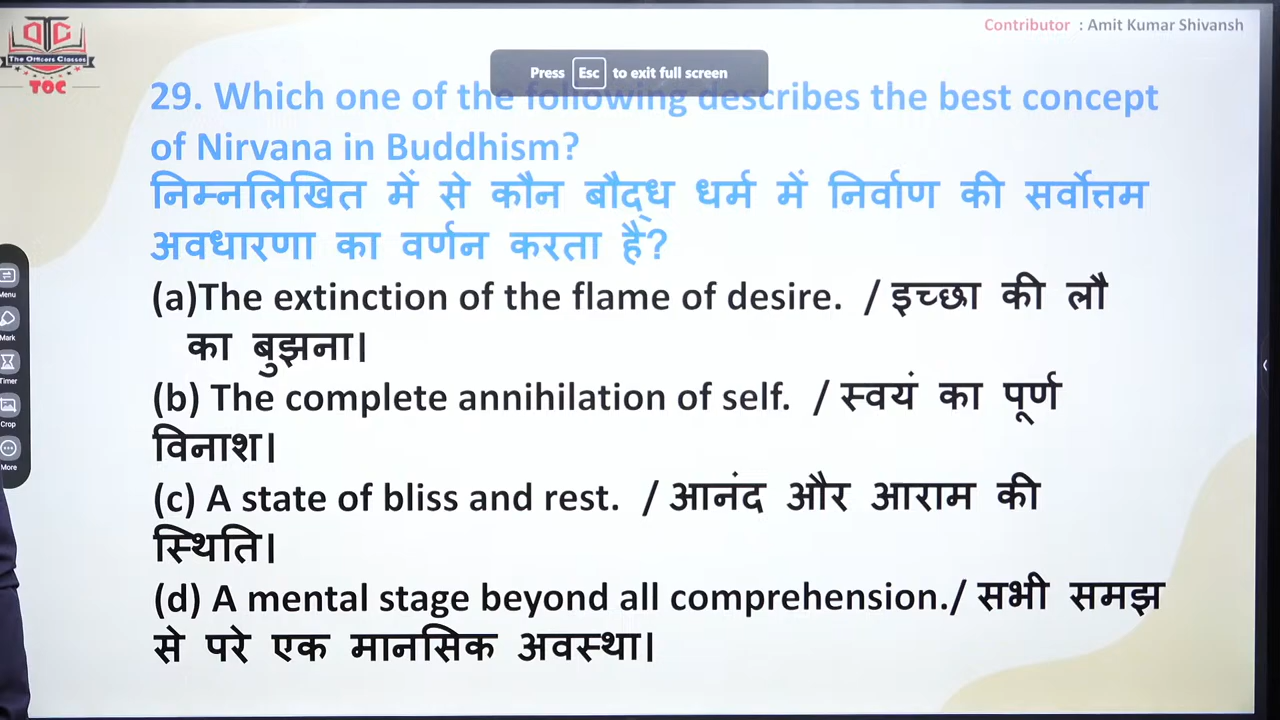 Contributor : Amit Kumar Shivansh
The Officers Classes
TOC
Press Esc to exit full screen
29. Which one of the following describes the best concept
of Nirvana in Buddhism?
निम्नलिखित में से कौन बौद्ध धर्म में निर्वाण की सर्वोत्तम
अवधारणा का वर्णन करता है?
(a)The extinction of the flame of desire. / इच्छा की लौ
का बुझना।
(b) The complete annihilation of self. / स्वयं का पूर्ण
विनाश।
(c) A state of bliss and rest. / आनंद और आराम की
स्थिति।
(d) A mental stage beyond all comprehension./ सभी समझ
से परे एक मानसिक अवस्था।
Menu
Mark
Timer
Crop
More